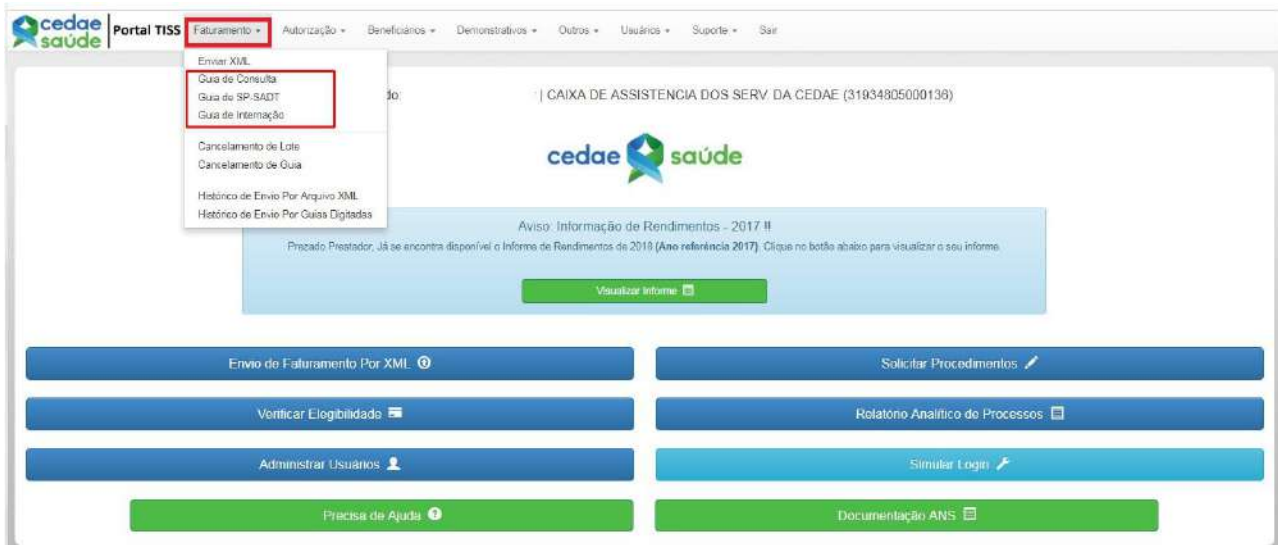 cedae saúde | Portal TISS Faturamento Autorização Beneficiários Demonstrativos Outros Usuários Suporte Sair
Enviar XML
Guia de Consulta
Guia de SP-SADT
Guia de Internação
Cancelamento de Lote
Cancelamento de Guia
Histórico de Envio Por Arquivo XML
Histórico de Envio Por Guias Digitadas
do: | CAIXA DE ASSISTENCIA DOS SERV. DA CEDAE (31934805000136)
cedae saúde
Aviso: Informação de Rendimentos - 2017 !!
Prezado Prestador, Já se encontra disponível o Informe de Rendimentos de 2018 (Ano referência 2017). Clique no botão abaixo para visualizar o seu informe.
Visualizar Informe
Envio de Faturamento Por XML
Solicitar Procedimentos
Verificar Elegibilidade
Relatório Analítico de Processos
Administrar Usuários
Simular Login
Precisa de Ajuda
Documentação ANS